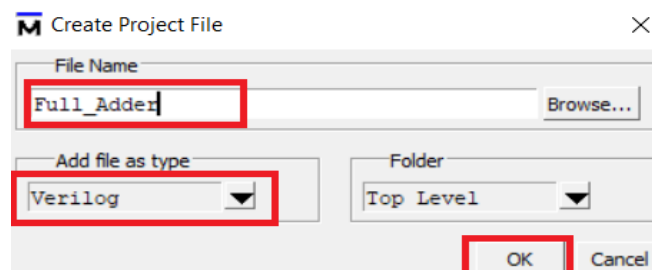 Create Project File
File Name
Full_Adder
Browse...
Add file as type
Folder
Verilog
Top Level
OK
Cancel